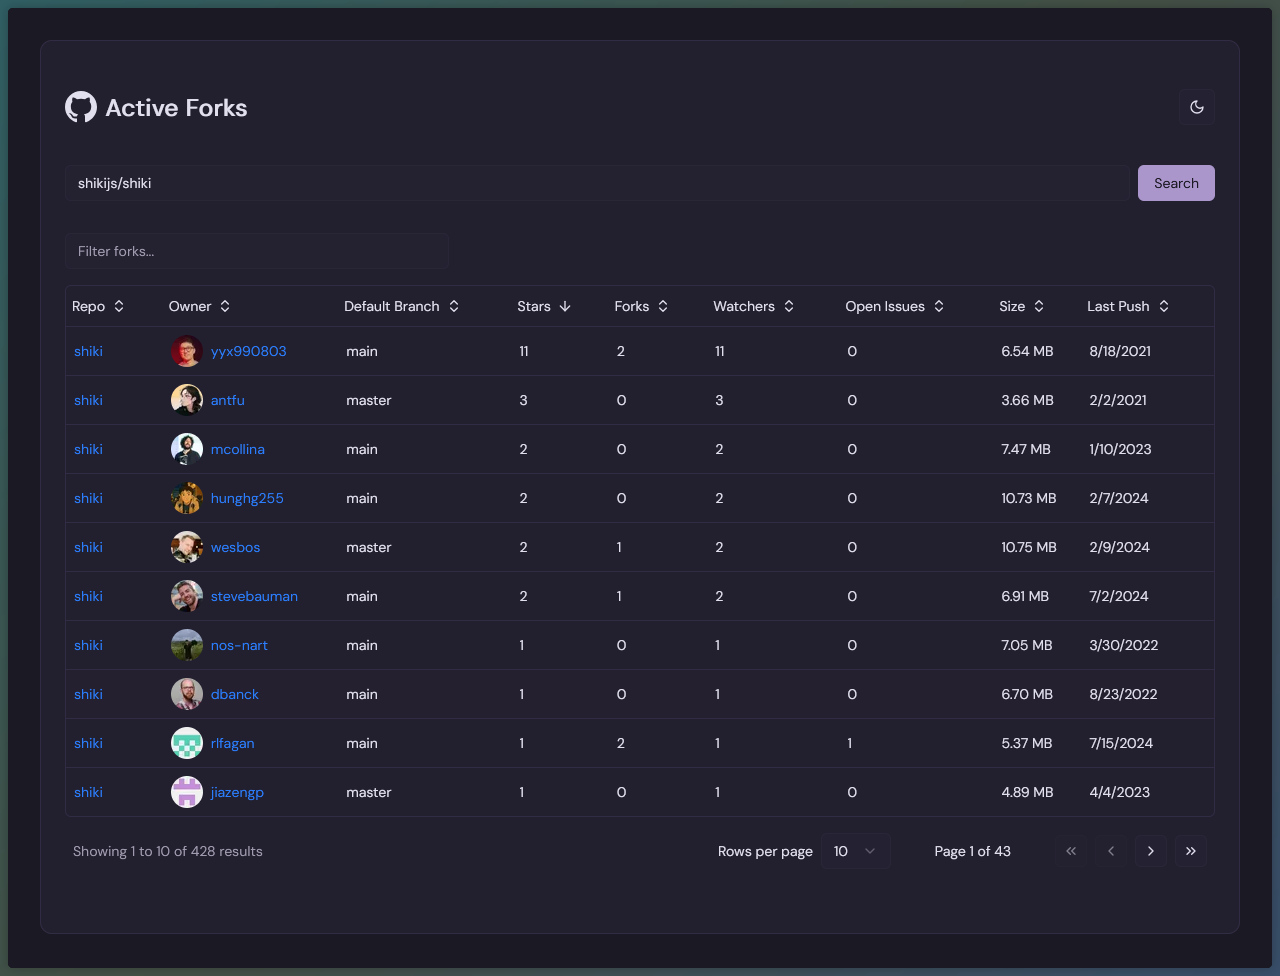 Active Forks
shikijs/shiki
Search
Filter forks...
Repo Owner Default Branch Stars Forks Watchers Open Issues Size Last Push
shiki yyx990803 main 11 2 11 0 6.54 MB 8/18/2021
shiki antfu master 3 0 3 0 3.66 MB 2/2/2021
shiki mcollina main 2 0 2 0 7.47 MB 1/10/2023
shiki hunghg255 main 2 0 2 0 10.73 MB 2/7/2024
shiki wesbos master 2 1 2 0 10.75 MB 2/9/2024
shiki stevebauman main 2 1 2 0 6.91 MB 7/2/2024
shiki nos-nart main 1 0 1 0 7.05 MB 3/30/2022
shiki dbanck main 1 0 1 0 6.70 MB 8/23/2022
shiki rlfagan main 1 2 1 1 5.37 MB 7/15/2024
shiki jiazengp master 1 0 1 0 4.89 MB 4/4/2023
Showing 1 to 10 of 428 results Rows per page 10 Page 1 of 43